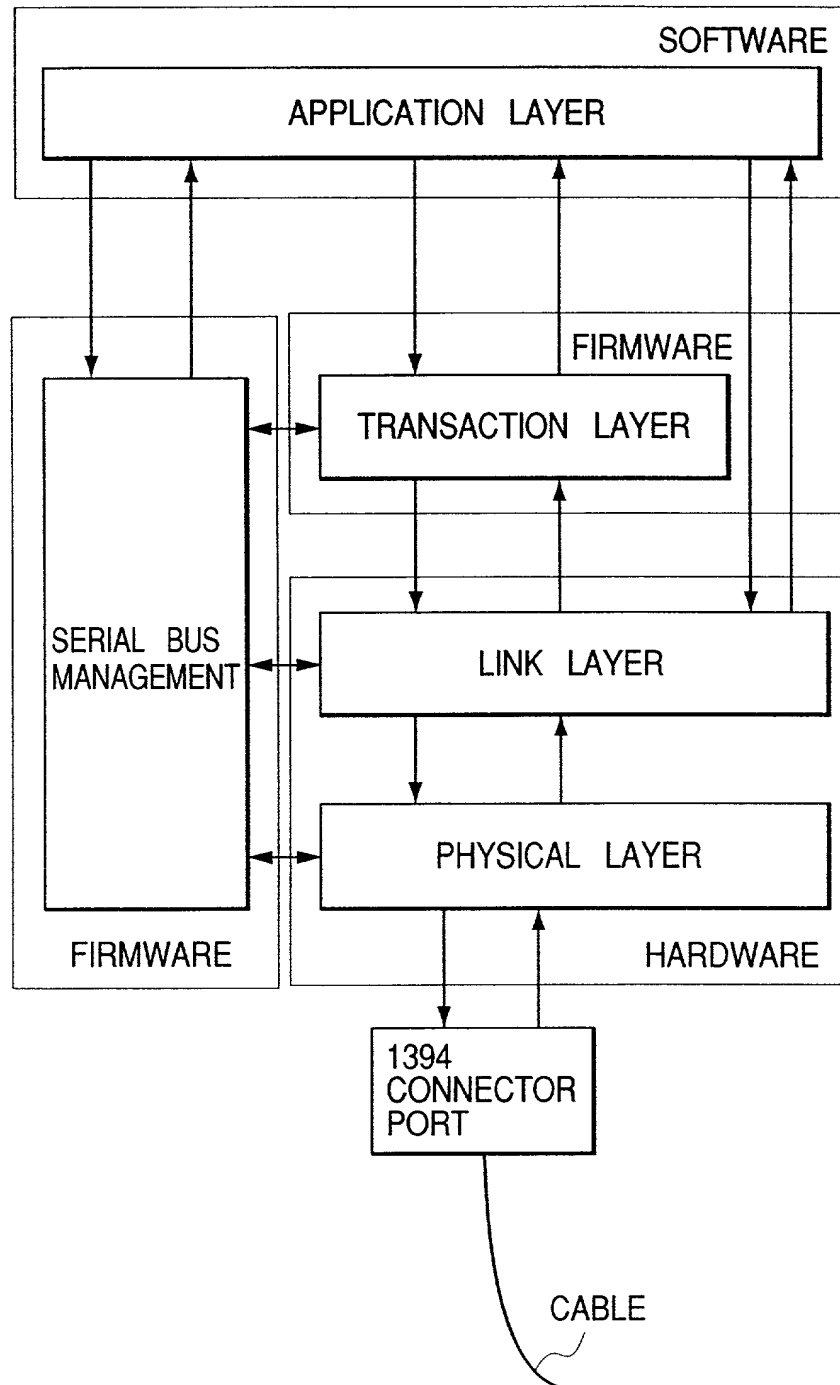 SOFTWARE
APPLICATION LAYER
FIRMWARE
TRANSACTION LAYER
SERIAL BUS
MANAGEMENT
LINK LAYER
PHYSICAL LAYER
FIRMWARE
HARDWARE
1394
CONNECTOR
PORT
CABLE